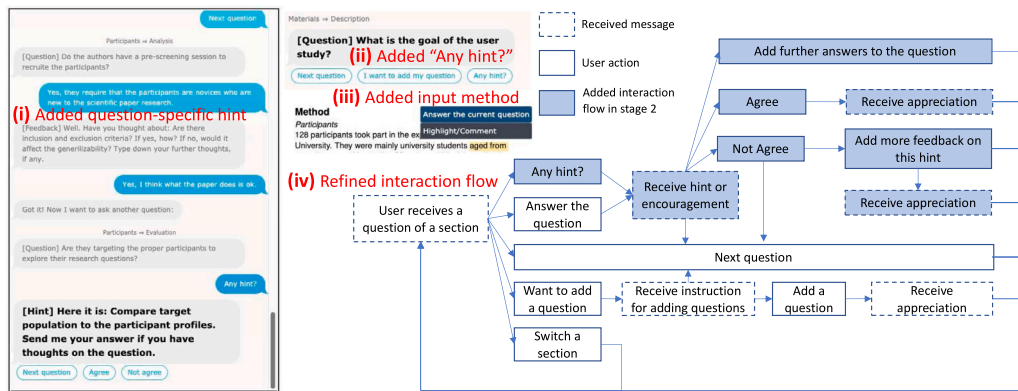 Next question
Participants ⇒ Analysis
[Question] Do the authors have a pre-screening session to
recruit the participants?
Yes, they require that the participants are novices who are
new to the scientific paper research.
(i) Added question-specific hint
[Feedback] Well. Have you thought about: Are there
inclusion and exclusion criteria? If yes, how? If no, would it
affect the generilizability? Type down your further thoughts,
if any.
Yes, I think what the paper does is ok.
Got it! Now I want to ask another question:
Participants ⇒ Evaluation
[Question] Are they targeting the proper participants to
explore their research questions?
Any hint?
[Hint] Here it is: Compare target
population to the participant profiles.
Send me your answer if you have
thoughts on the question.
Next question
Agree
Not agree
Materials ⇒ Description
[Question] What is the goal of the user
study?
(ii) Added “Any hint?”
Next question
I want to add my question
Any hint?
(iii) Added input method
Method
Participants
128 participants took part in the ex
University. They were mainly university students aged from
Answer the current question
Highlight/Comment
Received message
User action
Added interaction
flow in stage 2
(iv) Refined interaction flow
User receives a
question of a section
Any hint?
Answer the
question
Receive hint or
encouragement
Add further answers to the question
Agree
Receive appreciation
Not Agree
Add more feedback on
this hint
Receive appreciation
Next question
Want to add
a question
Receive instruction
for adding questions
Add a
question
Receive
appreciation
Switch a
section